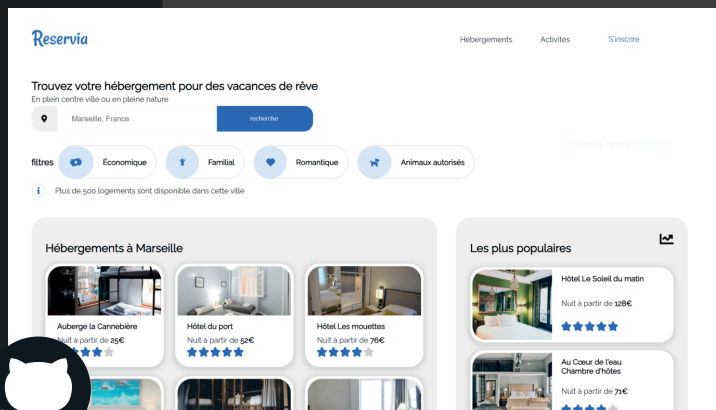 Reservia
Hébergements Activités S'inscrire
Trouvez votre hébergement pour des vacances de rêve
En plein centre ville ou en pleine nature
Marseille, France recherche
filtres Économique Familial Romantique Animaux autorisés
Plus de 500 logements sont disponible dans cette ville
Hébergements à Marseille
Auberge la Cannebière
Nuit à partir de 25€
Hôtel du port
Nuit à partir de 52€
Hôtel Les mouettes
Nuit à partir de 76€
Les plus populaires
Hôtel Le Soleil du matin
Nuit à partir de 128€
Au Cœur de l'eau
Chambre d'hôtes
Nuit à partir de 71€